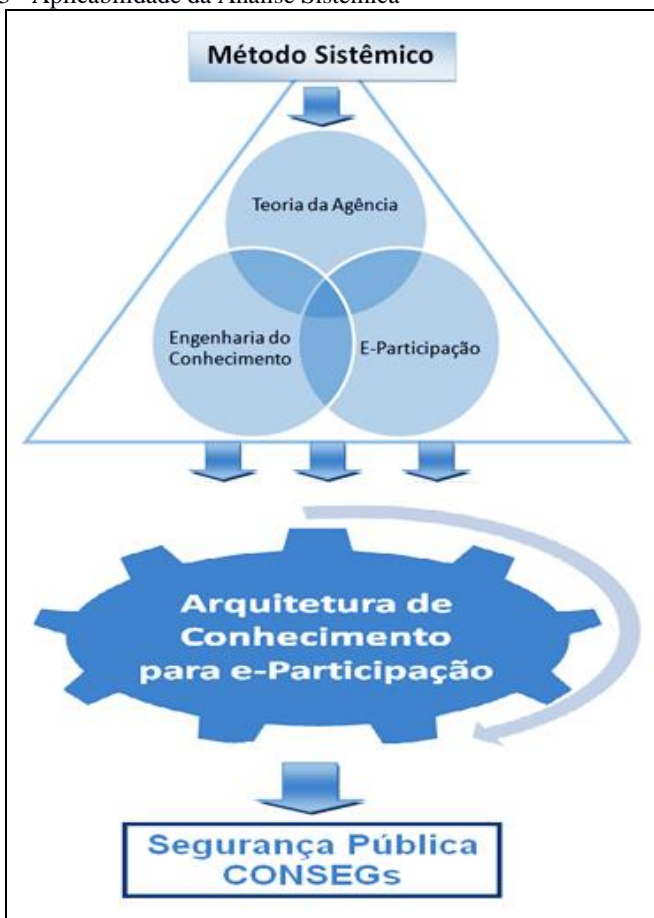 Aplicabilidade da Análise Sistêmica
Método Sistêmico
Teoria da Agência
Engenharia do
Conhecimento
E-Participação
Arquitetura de
Conhecimento
para e-Participação
Segurança Pública
CONSEGs